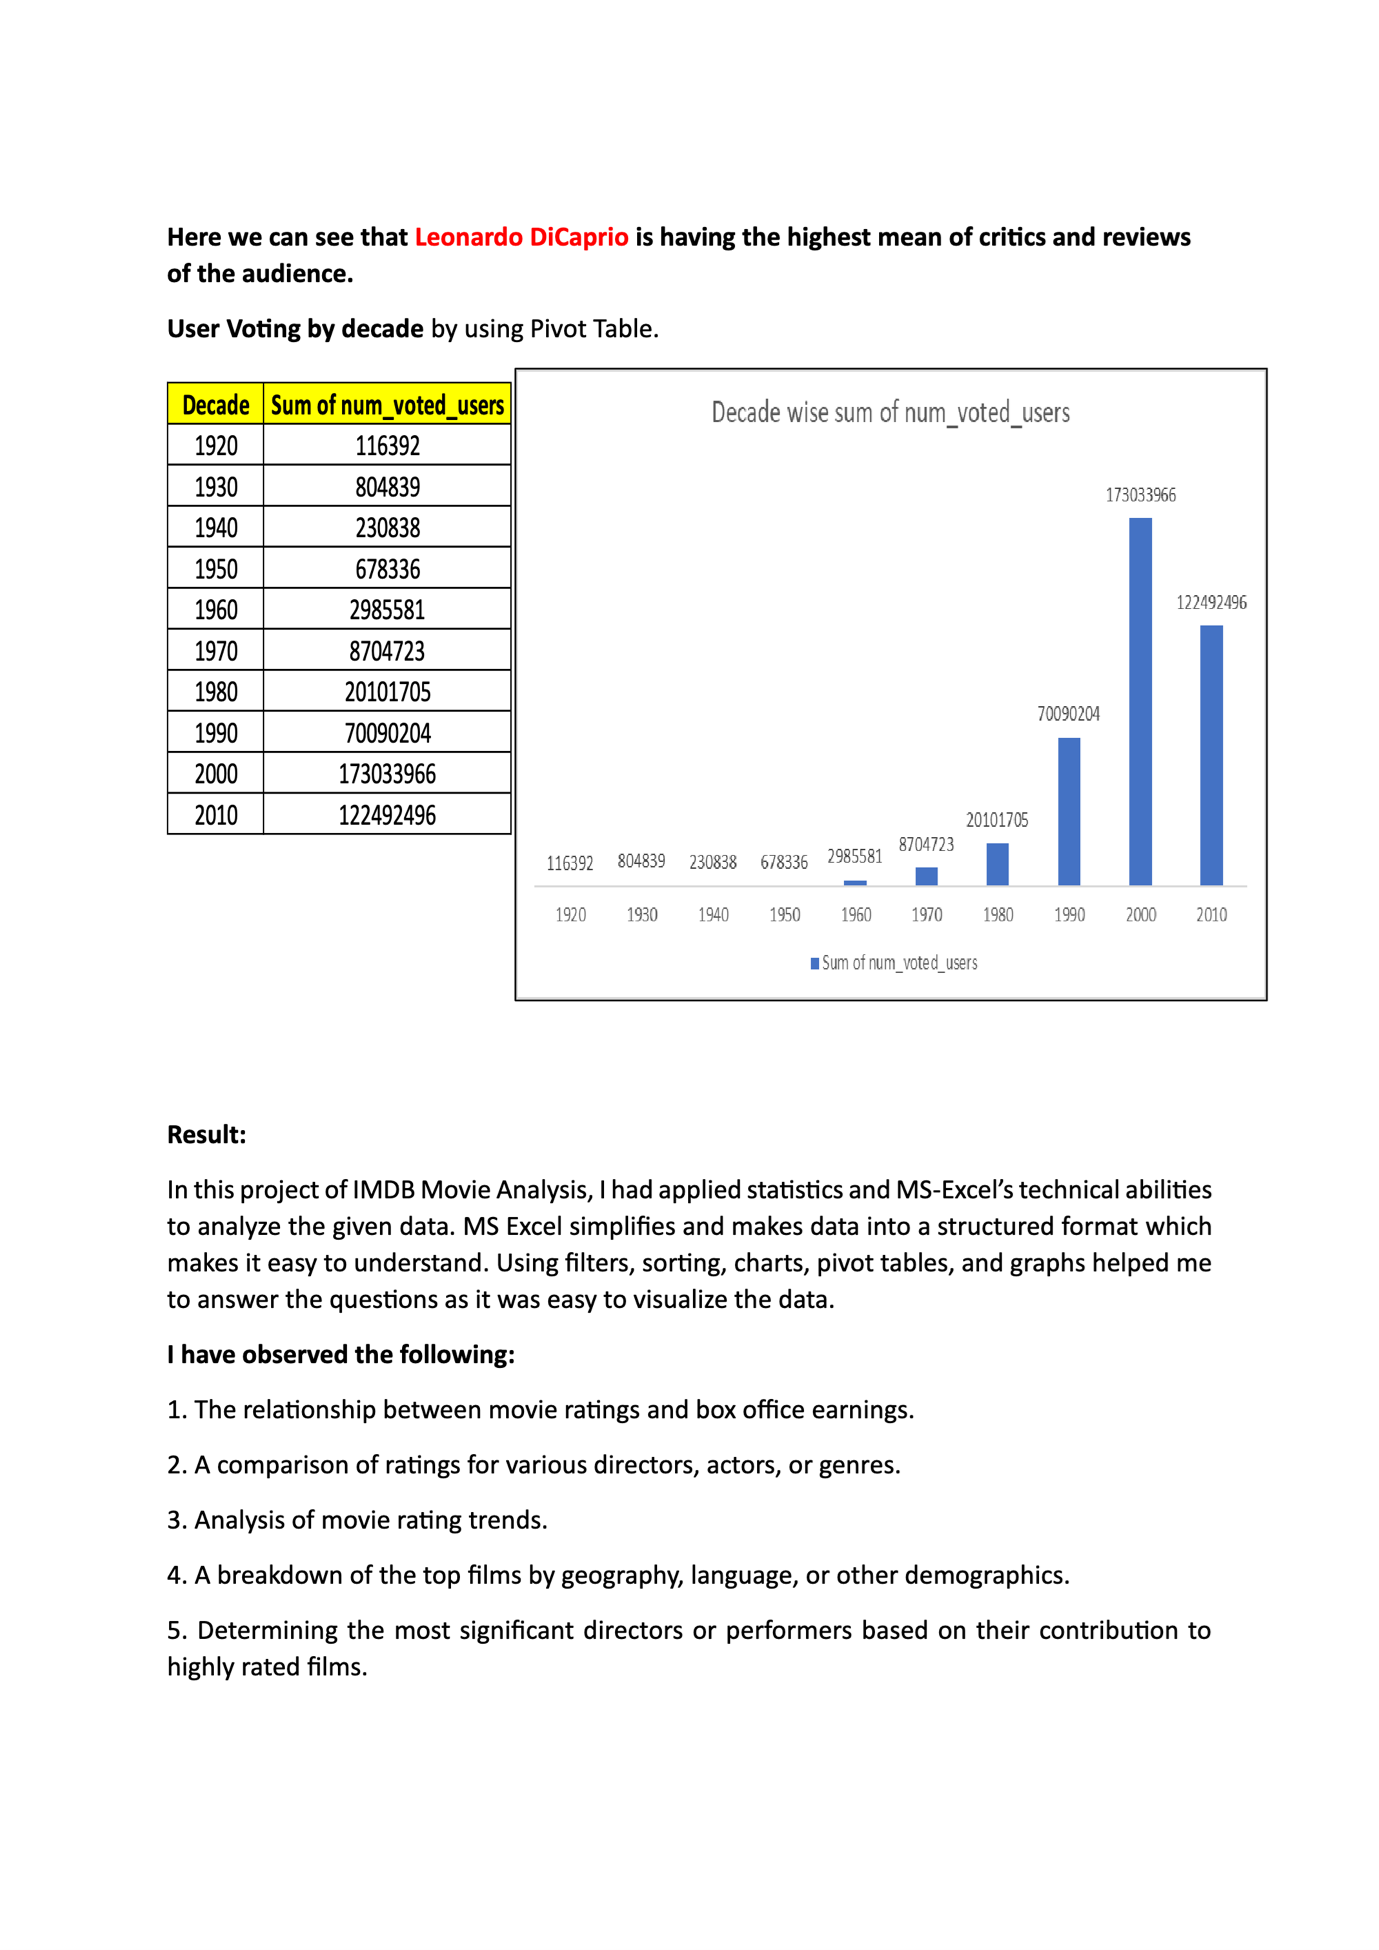 Here we can see that Leonardo DiCaprio is having the highest mean of critics and reviews
of the audience.
User Voting by decade by using Pivot Table.
Decade Sum of num_voted_users
1920 116392
1930 804839
1940 230838
1950 678336
1960 2985581
1970 8704723
1980 20101705
1990 70090204
2000 173033966
2010 122492496
Decade wise sum of num_voted_users
173033966
122492496
70090204
20101705
8704723
2985581
116392 804839 230838 678336
1920 1930 1940 1950 1960 1970 1980 1990 2000 2010
Sum of num_voted_users
Result:
In this project of IMDB Movie Analysis, I had applied statistics and MS-Excel’s technical abilities
to analyze the given data. MS Excel simplifies and makes data into a structured format which
makes it easy to understand. Using filters, sorting, charts, pivot tables, and graphs helped me
to answer the questions as it was easy to visualize the data.
I have observed the following:
1. The relationship between movie ratings and box office earnings.
2. A comparison of ratings for various directors, actors, or genres.
3. Analysis of movie rating trends.
4. A breakdown of the top films by geography, language, or other demographics.
5. Determining the most significant directors or performers based on their contribution to
highly rated films.